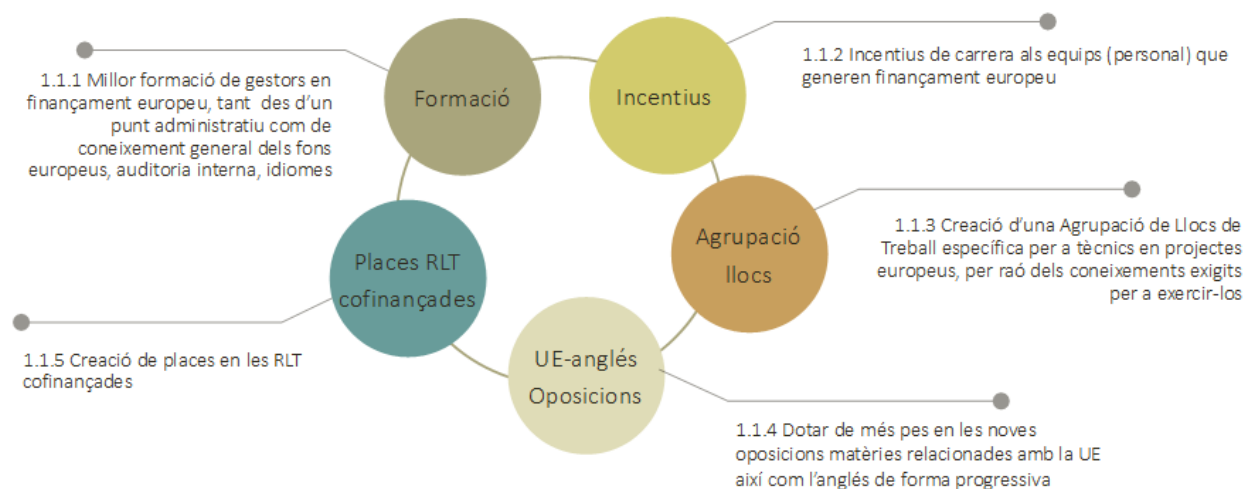 1.1.1 Millor formació de gestors en
finançament europeu, tant des d'un
punt administratiu com de
coneixement general dels fons
europeus, auditoria interna, idiomes
Formació
Incentius
1.1.2 Incentius de carrera als equips (personal) que
generen finançament europeu
Agrupació
llocs
1.1.3 Creació d'una Agrupació de Llocs de
Treball específica per a tècnics en projectes
europeus, per raó dels coneixements exigits
per a exercir-los
Places RLT
cofinançades
1.1.5 Creació de places en les RLT
cofinançades
UE-anglés
Oposicions
1.1.4 Dotar de més pes en les noves
oposicions matèries relacionades amb la UE
així com l'anglés de forma progressiva